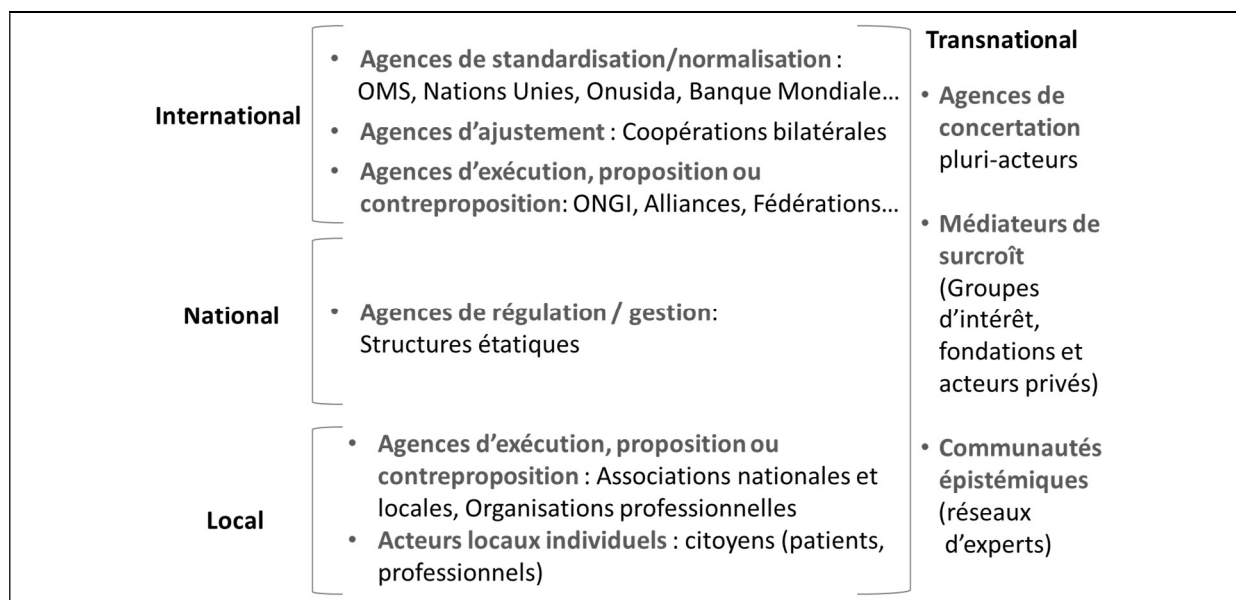 International
• Agences de standardisation/normalisation :
OMS, Nations Unies, Onusida, Banque Mondiale…
• Agences d’ajustement : Coopérations bilatérales
• Agences d’exécution, proposition ou
contreproposition: ONGI, Alliances, Fédérations…
National
• Agences de régulation / gestion:
Structures étatiques
Local
• Agences d’exécution, proposition ou
contreproposition : Associations nationales et
locales, Organisations professionnelles
• Acteurs locaux individuels : citoyens (patients,
professionnels)
Transnational
• Agences de
concertation
pluri-acteurs
• Médiateurs de
surcroît
(Groupes
d’intérêt,
fondations et
acteurs privés)
• Communautés
épistémiques
(réseaux
d’experts)